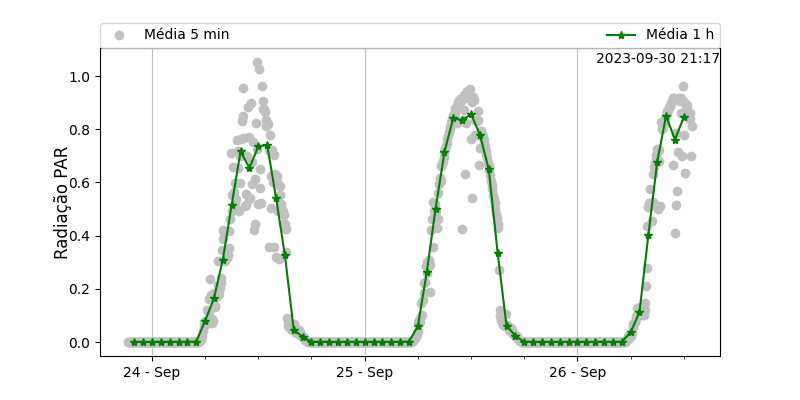 Média 5 min
Média 1 h
2023-09-30 21:17
Radiação PAR
1.0
0.8
0.6
0.4
0.2
0.0
24 - Sep
25 - Sep
26 - Sep